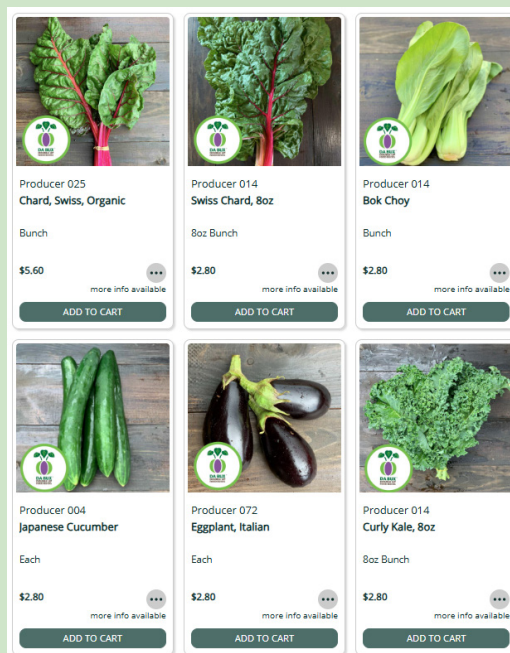 Producer 025
Chard, Swiss, Organic
Bunch
$5.60
more info available
ADD TO CART
Producer 014
Swiss Chard, 8oz
8oz Bunch
$2.80
more info available
ADD TO CART
Producer 014
Bok Choy
Bunch
$2.80
more info available
ADD TO CART
Producer 004
Japanese Cucumber
Each
$2.80
more info available
ADD TO CART
Producer 072
Eggplant, Italian
Each
$2.80
more info available
ADD TO CART
Producer 014
Curly Kale, 8oz
8oz Bunch
$2.80
more info available
ADD TO CART